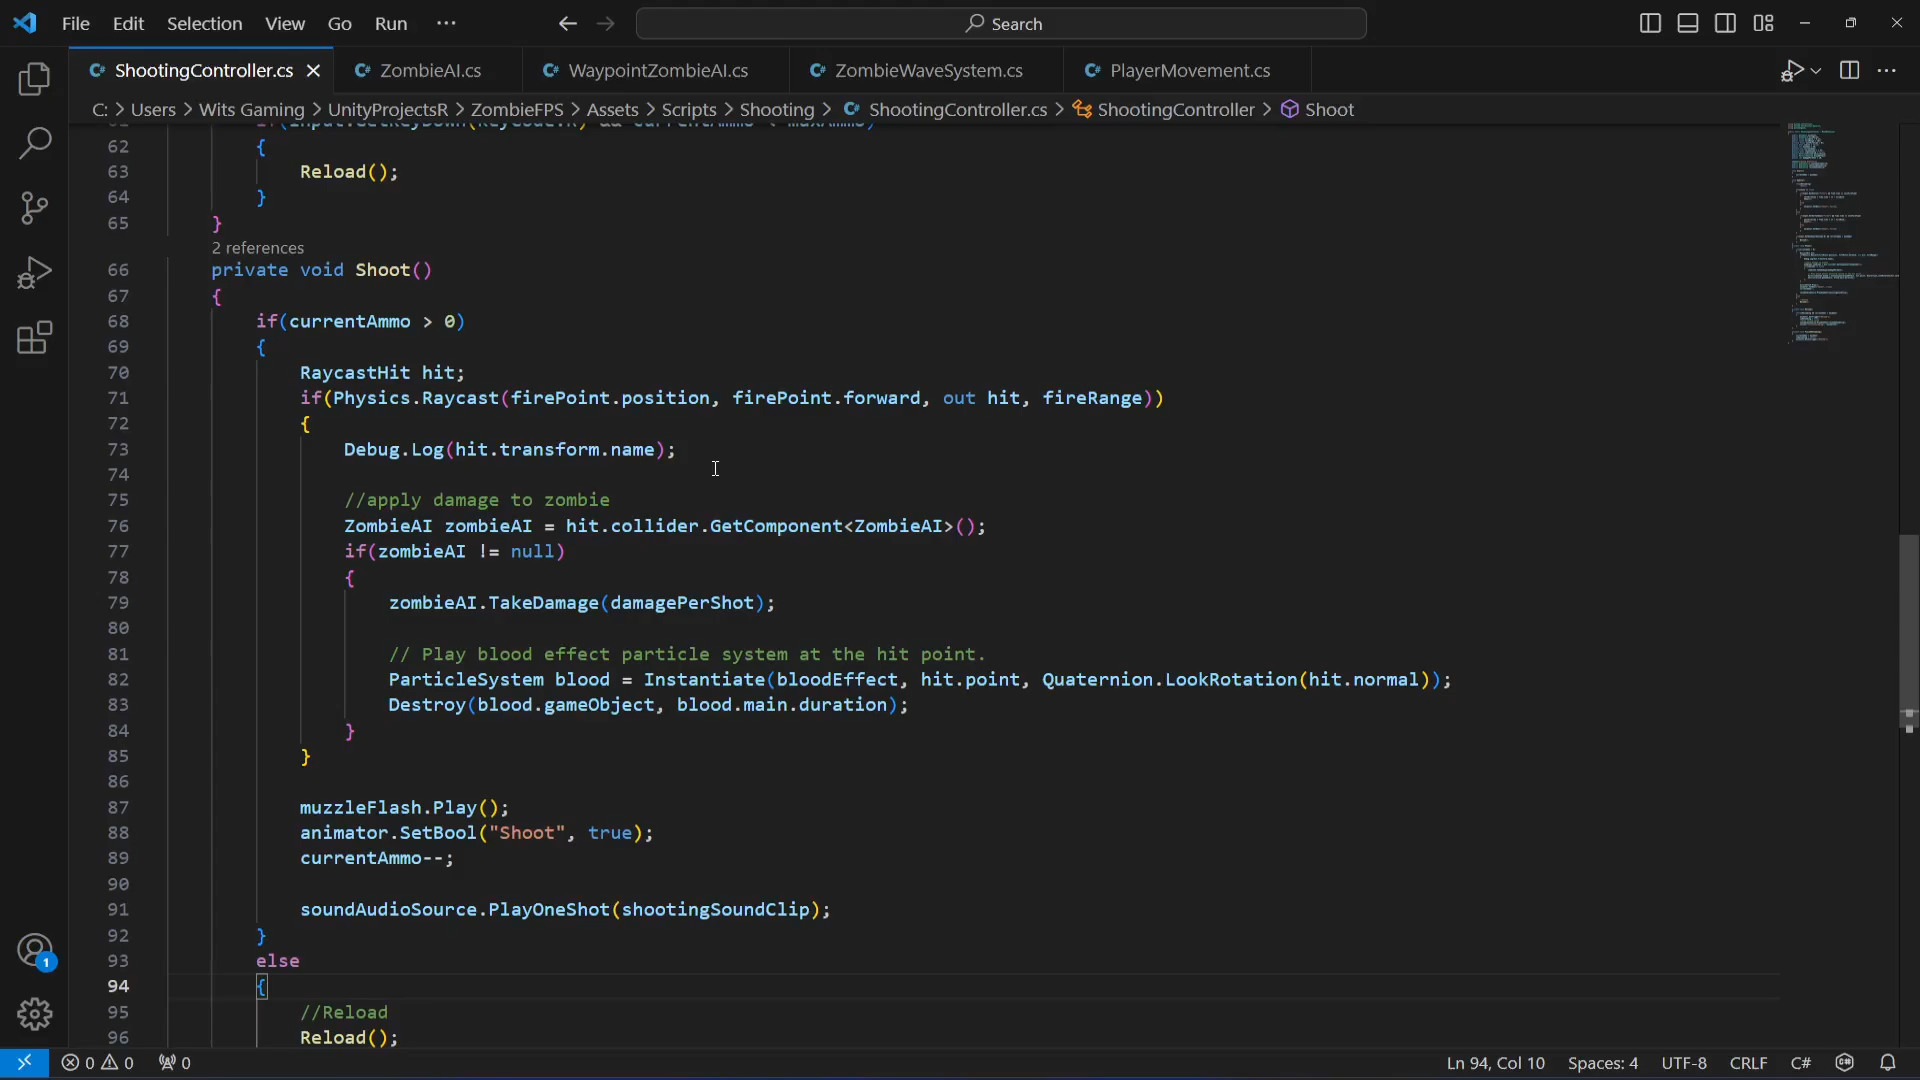 File Edit Selection View Go Run ··· Search
ShootingController.cs ZombieAI.cs WaypointZombieAI.cs ZombieWaveSystem.cs PlayerMovement.cs
C: > Users > Wits Gaming > UnityProjectsR > ZombieFPS > Assets > Scripts > Shooting > ShootingController.cs > ShootingController > Shoot
62 {
63 Reload();
64 }
65 }
2 references
66 private void Shoot()
67 {
68 if(currentAmmo > 0)
69 {
70 RaycastHit hit;
71 if(Physics.Raycast(firePoint.position, firePoint.forward, out hit, fireRange))
72 {
73 Debug.Log(hit.transform.name);
74
75 //apply damage to zombie
76 ZombieAI zombieAI = hit.collider.GetComponent<ZombieAI>();
77 if(zombieAI != null)
78 {
79 zombieAI.TakeDamage(damagePerShot);
80
81 // Play blood effect particle system at the hit point.
82 ParticleSystem blood = Instantiate(bloodEffect, hit.point, Quaternion.LookRotation(hit.normal));
83 Destroy(blood.gameObject, blood.main.duration);
84 }
85 }
86
87 muzzleFlash.Play();
88 animator.SetBool("Shoot", true);
89 currentAmmo--;
90
91 soundAudioSource.PlayOneShot(shootingSoundClip);
92 }
93 else
94 {
95 //Reload
96 Reload();
1
0 0 0 Ln 94, Col 10 Spaces: 4 UTF-8 CRLF C#